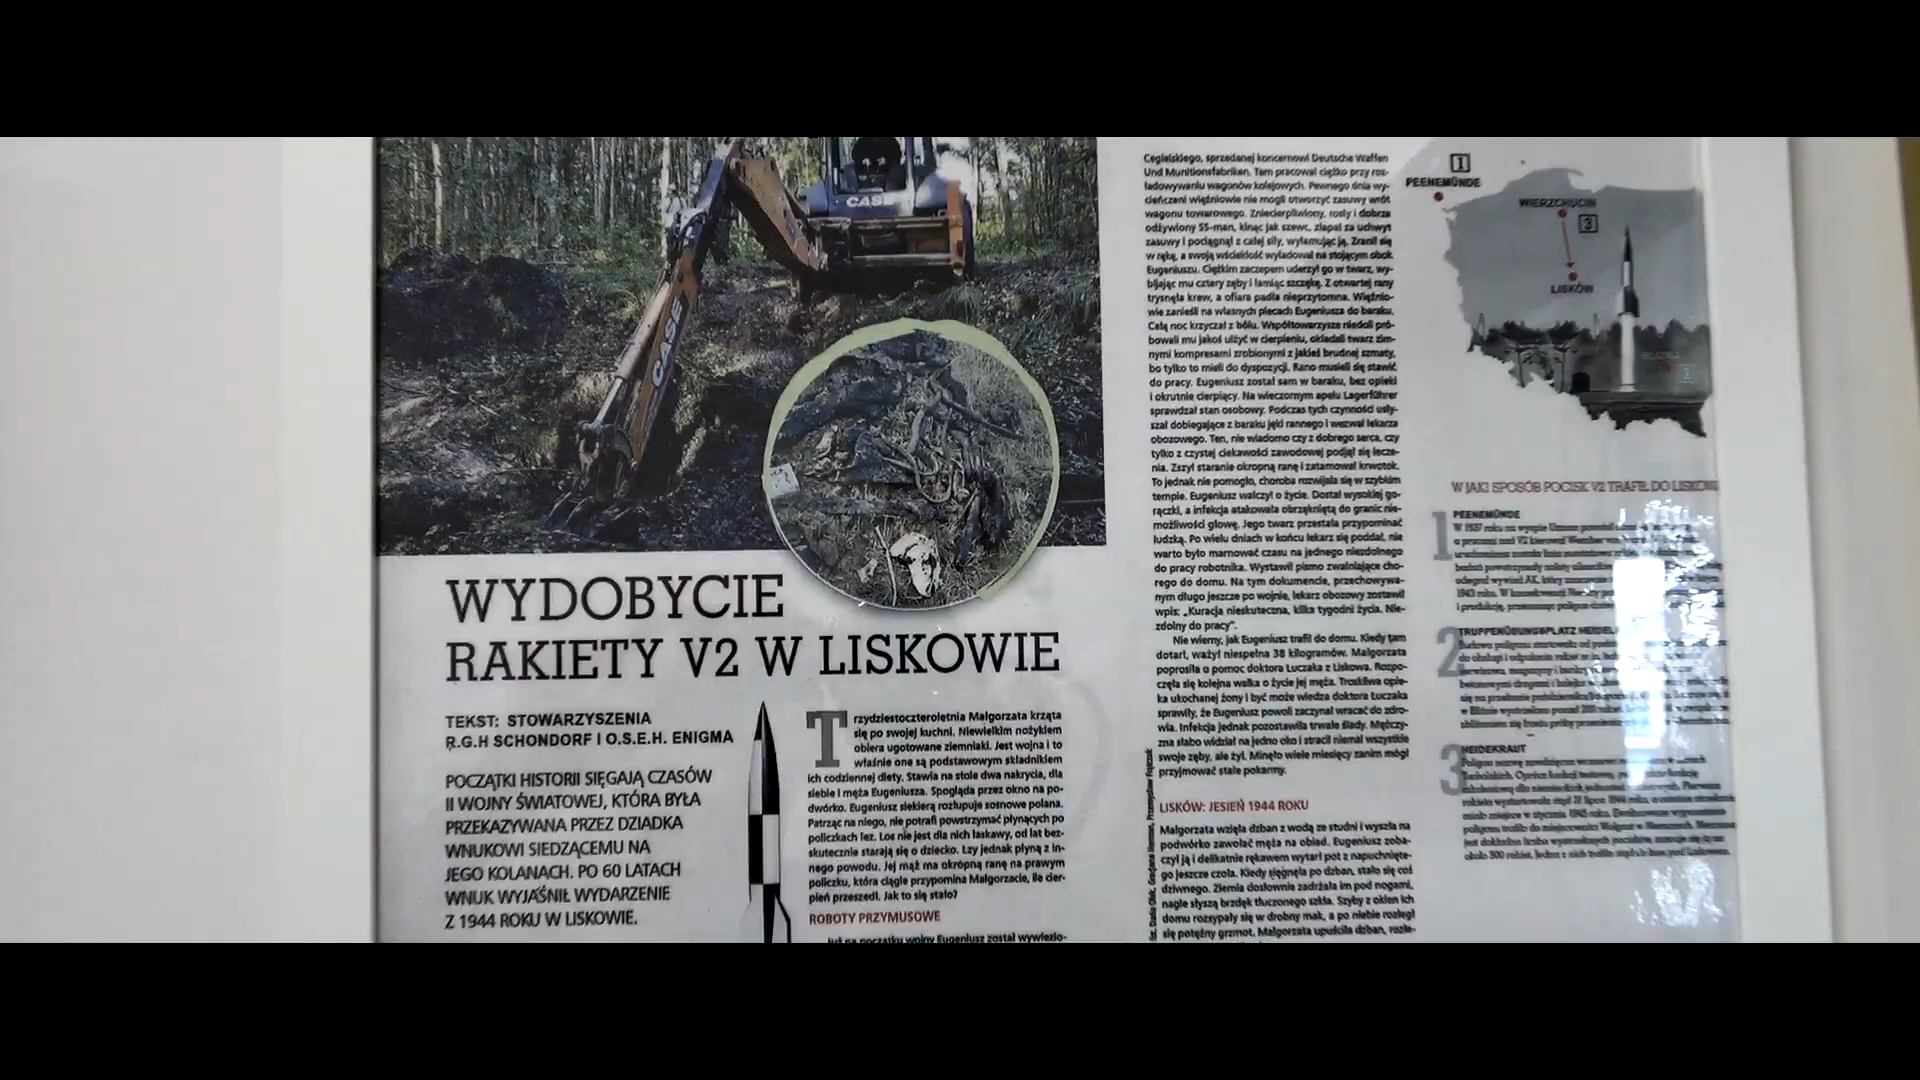 CASE
CASE
WYDOBYCIE
RAKIETY V2 W LISKOWIE
TEKST: STOWARZYSZENIA
R.G.H SCHONDORF I O.S.E.H. ENIGMA
POCZĄTKI HISTORII SIĘGAJĄ CZASÓW
II WOJNY ŚWIATOWEJ, KTÓRA BYŁA
PRZEKAZYWANA PRZEZ DZIADKA
WNUKOWI SIEDZĄCEMU NA
JEGO KOLANACH. PO 60 LATACH
WNUK WYJAŚNIŁ WYDARZENIE
Z 1944 ROKU W LISKOWIE.
Trzydziestoczteroletnia Małgorzata krząta
się po swojej kuchni. Niewielkim nożykiem
obiera ugotowane ziemniaki. Jest wojna i to
właśnie one są podstawowym składnikiem
ich codziennej diety. Stawia na stole dwa nakrycia, dla
siebie i męża Eugeniusza. Spogląda przez okno na po-
dwórko. Eugeniusz siekierą rozłupuje sosnowe polana.
Patrząc na niego, nie potrafi powstrzymać płynących po
policzkach łez. Los nie jest dla nich łaskawy, od lat bez-
skutecznie starają się o dziecko. Łzy jednak płyną z in-
nego powodu. Jej mąż ma okropną ranę na prawym
policzku, która ciągle przypomina Małgorzacie, ile cier-
pień przeszedł. Jak to się stało?
ROBOTY PRZYMUSOWE
Już na początku wojny Eugeniusz został wywiezio-
Cegielskiego, sprzedanej koncernowi Deutsche Waffen
Und Munitionsfabriken. Tam pracował ciężko przy roz-
ładowywaniu wagonów kolejowych. Pewnego dnia wy-
cieńczeni więźniowie nie mogli otworzyć zasuwy wrót
wagonu towarowego. Zniecierpliwiony, rosły i dobrze
odżywiony SS-man, klnąc jak szewc, złapał za uchwyt
zasuwy i pociągnął z całej siły, wyłamując ją. Zranił się
w rękę, a swoją wściekłość wyładował na stojącym obok
Eugeniuszu. Ciężkim zaczepem uderzył go w twarz, wy-
bijając mu cztery zęby i łamiąc szczękę. Z otwartej rany
trysnęła krew, a ofiara padła nieprzytomna. Więźnio-
wie zanieśli na własnych plecach Eugeniusza do baraku.
Całą noc krzyczał z bólu. Współtowarzysze niedoli pró-
bowali mu jakoś ulżyć w cierpieniu, okładali twarz zim-
nymi kompresami zrobionymi z jakieś brudnej szmaty,
bo tylko to mieli do dyspozycji. Rano musieli się stawić
do pracy. Eugeniusz został sam w baraku, bez opieki
i okrutnie cierpiący. Na wieczornym apelu Lagerführer
sprawdzał stan osobowy. Podczas tych czynności usły-
szał dobiegające z baraku jęki rannego i wezwał lekarza
obozowego. Ten, nie wiadomo czy z dobrego serca, czy
tylko z czystej ciekawości zawodowej podjął się lecze-
nia. Zszył staranie okropną ranę i zatamował krwotok.
To jednak nie pomogło, choroba rozwijała się w szybkim
tempie. Eugeniusz walczył o życie. Dostał wysokiej go-
rączki, a infekcja atakowała obrzękniętą do granic nie-
możliwości głowę. Jego twarz przestała przypominać
ludzką. Po wielu dniach w końcu lekarz się poddał, nie
warto było marnować czasu na jednego niezdolnego
do pracy robotnika. Wystawił pismo zwalniające cho-
rego do domu. Na tym dokumencie, przechowywa-
nym długo jeszcze po wojnie, lekarz obozowy zostawił
wpis: „Kuracja nieskuteczna, kilka tygodni życia. Nie-
zdolny do pracy”.
Nie wiemy, jak Eugeniusz trafił do domu. Kiedy tam
dotarł, ważył niespełna 38 kilogramów. Małgorzata
poprosiła o pomoc doktora Łuczaka z Liskowa. Rozpo-
częła się kolejna walka o życie jej męża. Troskliwa opie-
ka ukochanej żony i być może wiedza doktora Łuczaka
sprawiły, że Eugeniusz powoli zaczynał wracać do zdro-
wia. Infekcja jednak pozostawiła trwałe ślady. Mężczy-
zna słabo widział na jedno oko i stracił niemal wszystkie
swoje zęby, ale żył. Minęło wiele miesięcy zanim mógł
przyjmować stałe pokarmy.
LISKÓW: JESIEŃ 1944 ROKU
Małgorzata wzięła dzban z wodą ze studni i wyszła na
podwórko zawołać męża na obiad. Eugeniusz zoba-
czył ją i delikatnie rękawem wytarł pot z napuchnięte-
go jeszcze czoła. Kiedy sięgnęła po dzban, stało się coś
dziwnego. Ziemia dosłownie zadrżała im pod nogami,
nagle słyszą brzdęk tłuczonego szkła. Szyby z okien ich
domu rozsypały się w drobny mak, a po niebie rozległ
się potężny grzmot. Małgorzata upuściła dzban, rozle-
1
PEENEMÜNDE
WIERZCHUCIN
3
LISKÓW
2
W JAKI SPOSÓB POCISK V2 TRAFIŁ DO
1
PEENEMÜNDE
W 1937 roku na wyspie
2
TRUPPENÜBUNGSPLATZ
3
HEIDEKRAUT